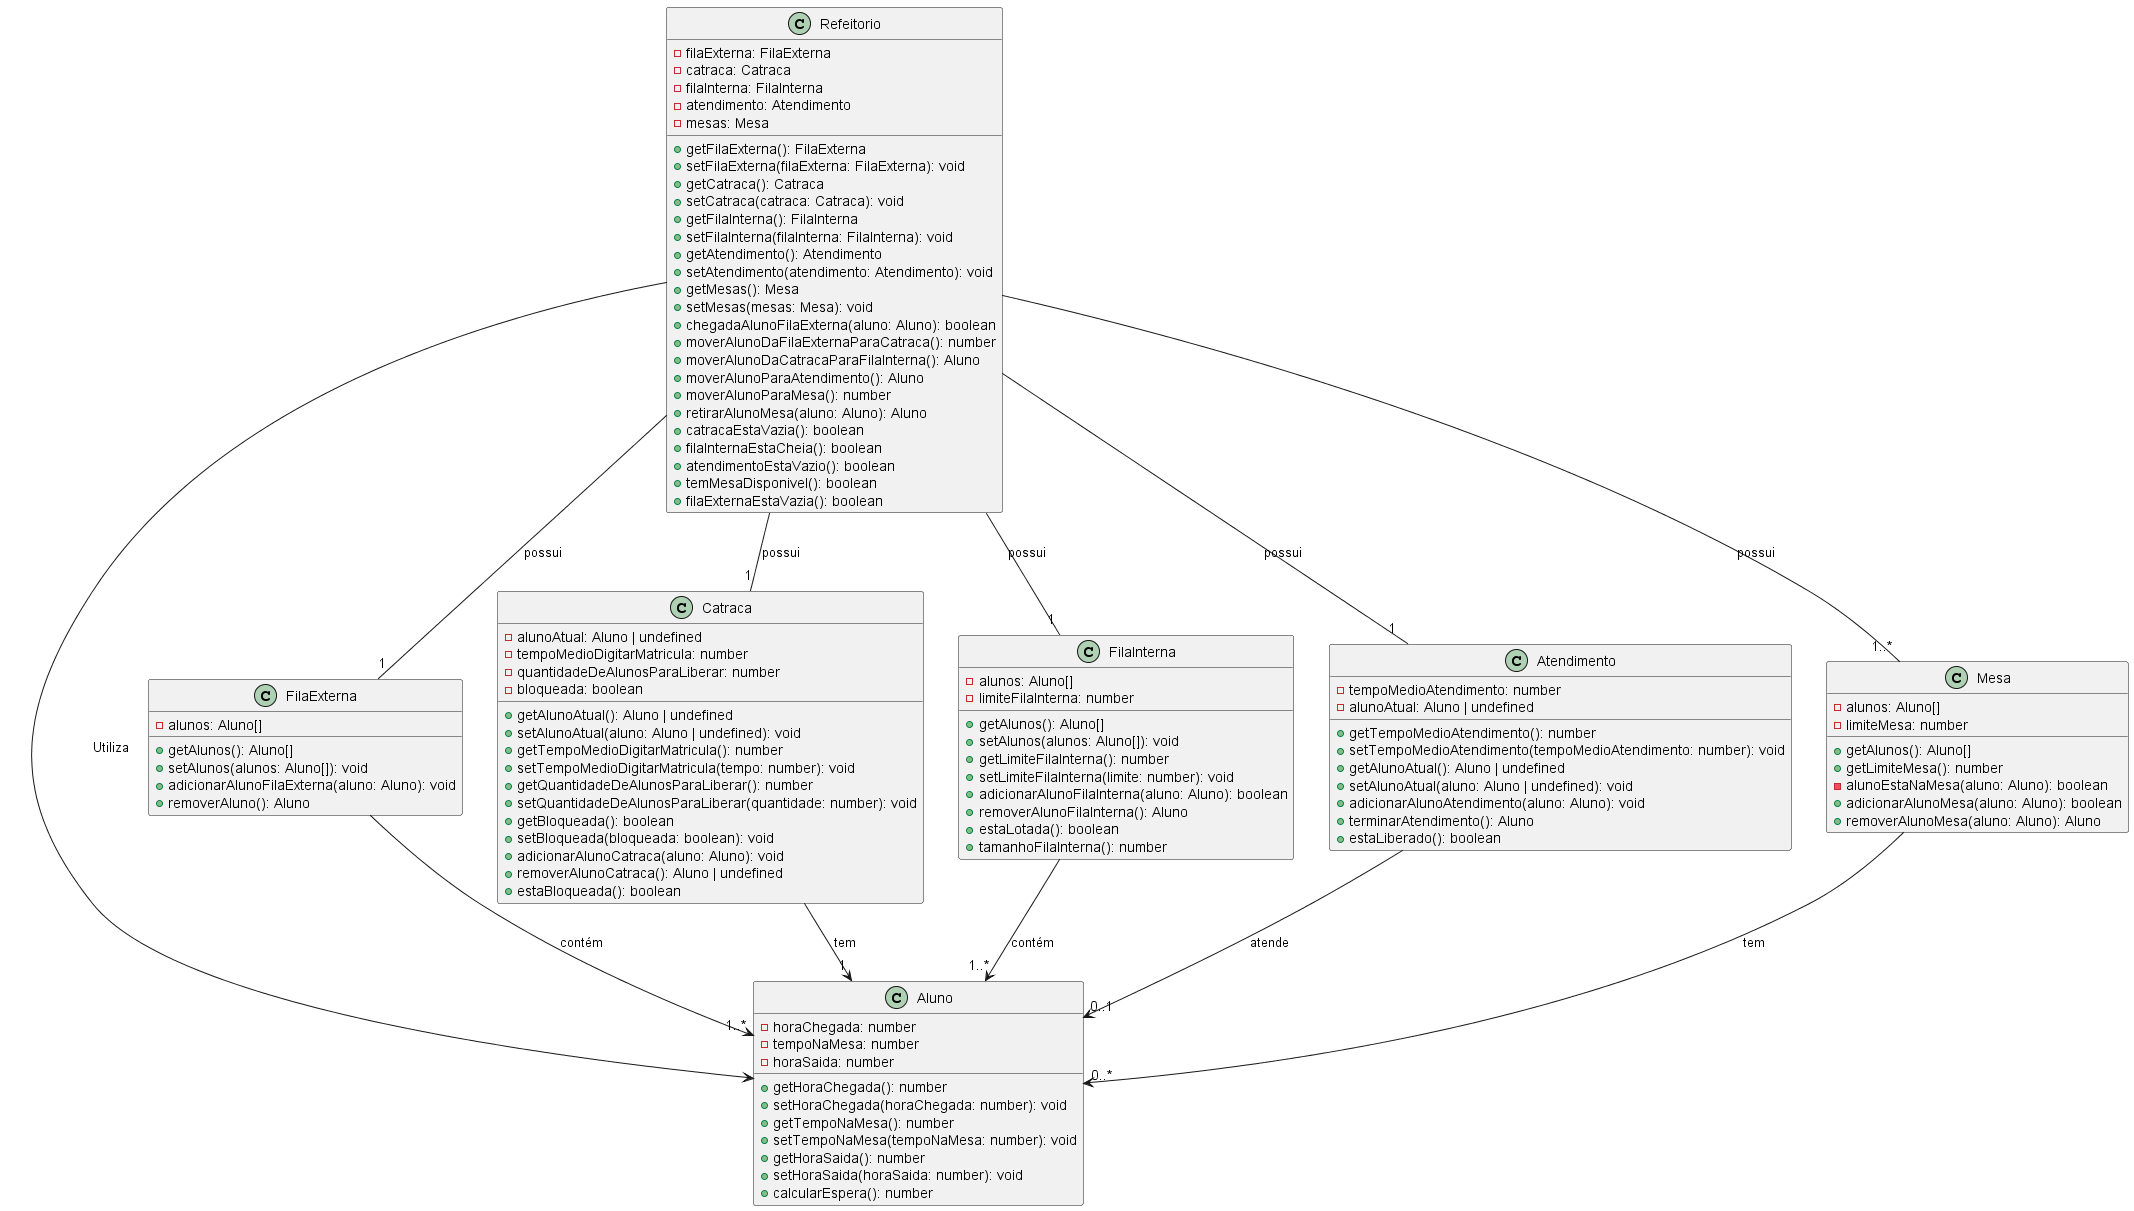 C Refeitorio
filaExterna: FilaExterna
catraca: Catraca
filaInterna: FilaInterna
atendimento: Atendimento
mesas: Mesa
getFilaExterna(): FilaExterna
setFilaExterna(filaExterna: FilaExterna): void
getCatraca(): Catraca
setCatraca(catraca: Catraca): void
getFilaInterna(): FilaInterna
setFilaInterna(filaInterna: FilaInterna): void
getAtendimento(): Atendimento
setAtendimento(atendimento: Atendimento): void
getMesas(): Mesa
setMesas(mesas: Mesa): void
chegadaAlunoFilaExterna(aluno: Aluno): boolean
moverAlunoDaFilaExternaParaCatraca(): number
moverAlunoDaCatracaParaFilaInterna(): Aluno
moverAlunoParaAtendimento(): Aluno
moverAlunoParaMesa(): number
retirarAlunoMesa(aluno: Aluno): Aluno
catracaEstaVazia(): boolean
filaInternaEstaCheia(): boolean
atendimentoEstaVazio(): boolean
temMesaDisponivel(): boolean
filaExternaEstaVazia(): boolean
possui
possui
possui
possui
possui
1
1
1
1
1..*
Utiliza
C FilaExterna
alunos: Aluno[]
getAlunos(): Aluno[]
setAlunos(alunos: Aluno[]): void
adicionarAlunoFilaExterna(aluno: Aluno): void
removerAluno(): Aluno
C Catraca
alunoAtual: Aluno | undefined
tempoMedioDigitarMatricula: number
quantidadeDeAlunosParaLiberar: number
bloqueada: boolean
getAlunoAtual(): Aluno | undefined
setAlunoAtual(aluno: Aluno | undefined): void
getTempoMedioDigitarMatricula(): number
setTempoMedioDigitarMatricula(tempo: number): void
getQuantidadeDeAlunosParaLiberar(): number
setQuantidadeDeAlunosParaLiberar(quantidade: number): void
getBloqueada(): boolean
setBloqueada(bloqueada: boolean): void
adicionarAlunoCatraca(aluno: Aluno): void
removerAlunoCatraca(): Aluno | undefined
estaBloqueada(): boolean
C FilaInterna
alunos: Aluno[]
limiteFilaInterna: number
getAlunos(): Aluno[]
setAlunos(alunos: Aluno[]): void
getLimiteFilaInterna(): number
setLimiteFilaInterna(limite: number): void
adicionarAlunoFilaInterna(aluno: Aluno): boolean
removerAlunoFilaInterna(): Aluno
estaLotada(): boolean
tamanhoFilaInterna(): number
C Atendimento
tempoMedioAtendimento: number
alunoAtual: Aluno | undefined
getTempoMedioAtendimento(): number
setTempoMedioAtendimento(tempoMedioAtendimento: number): void
getAlunoAtual(): Aluno | undefined
setAlunoAtual(aluno: Aluno | undefined): void
adicionarAlunoAtendimento(aluno: Aluno): void
terminarAtendimento(): Aluno
estaLiberado(): boolean
C Mesa
alunos: Aluno[]
limiteMesa: number
getAlunos(): Aluno[]
getLimiteMesa(): number
alunoEstaNaMesa(aluno: Aluno): boolean
adicionarAlunoMesa(aluno: Aluno): boolean
removerAlunoMesa(aluno: Aluno): Aluno
contém
tem
contém
atende
tem
1..*
1
1..*
0..1
0..*
C Aluno
horaChegada: number
tempoNaMesa: number
horaSaida: number
getHoraChegada(): number
setHoraChegada(horaChegada: number): void
getTempoNaMesa(): number
setTempoNaMesa(tempoNaMesa: number): void
getHoraSaida(): number
setHoraSaida(horaSaida: number): void
calcularEspera(): number